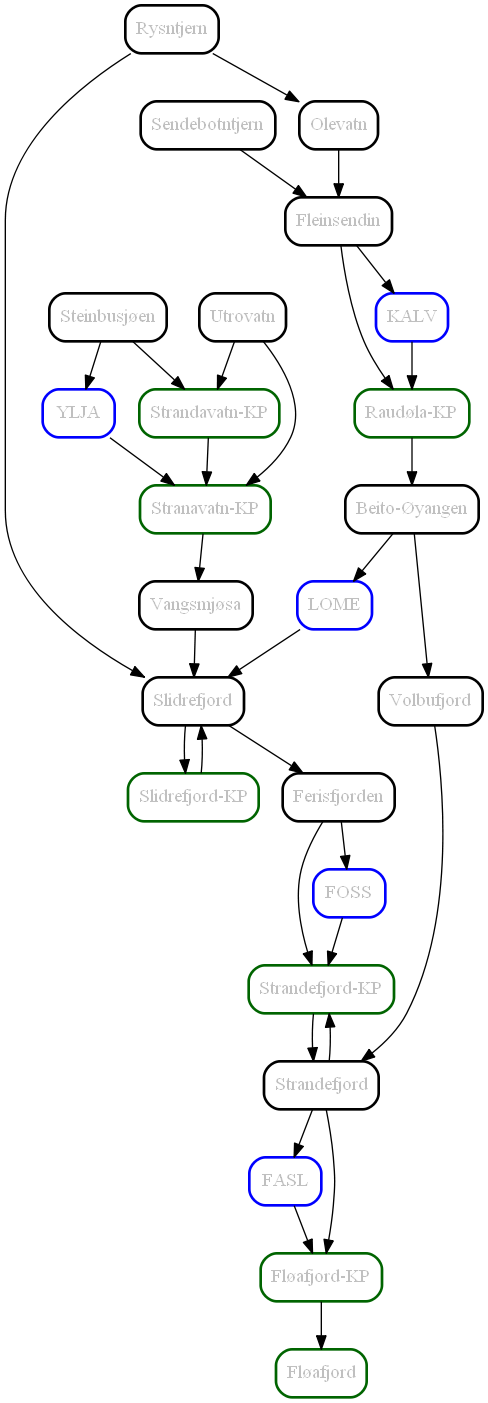 Rysntjern
Sendebotntjern
Olevatn
Fleinsendin
Steinbusjøen
Utrovatn
KALV
YLJA
Strandavatn-KP
Raudøla-KP
Stranavatn-KP
Beito-Øyangen
Vangsmjøsa
LOME
Slidrefjord
Volbufjord
Slidrefjord-KP
Ferisfjorden
FOSS
Strandefjord-KP
Strandefjord
FASL
Fløafjord-KP
Fløafjord